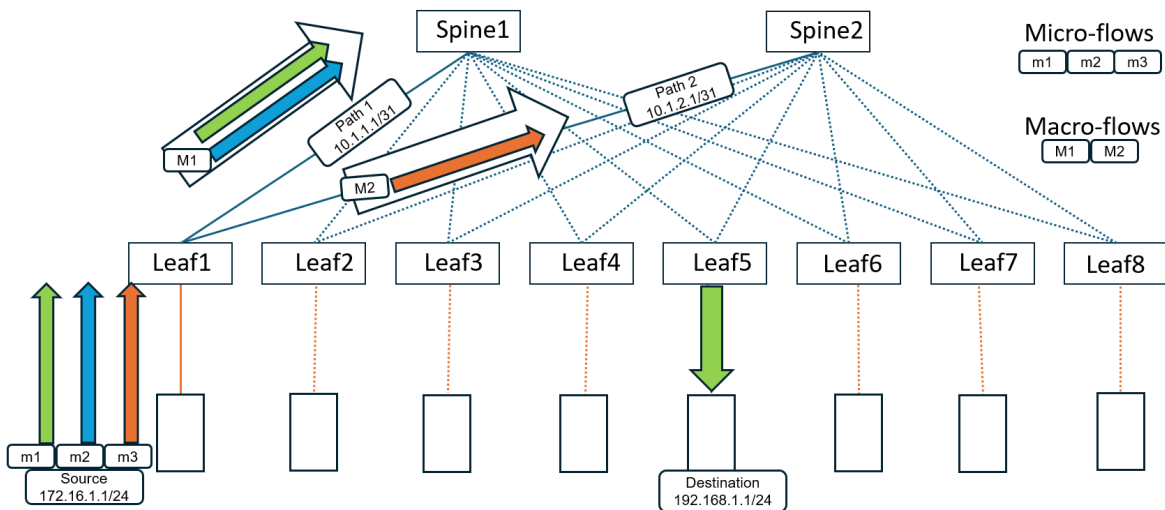 Spine1
Spine2
Micro-flows
m1 m2 m3
Path 1
10.1.1.1/31
Path 2
10.1.2.1/31
Macro-flows
M1 M2
M1
M2
Leaf1
Leaf2
Leaf3
Leaf4
Leaf5
Leaf6
Leaf7
Leaf8
m1 m2 m3
Source
172.16.1.1/24
Destination
192.168.1.1/24